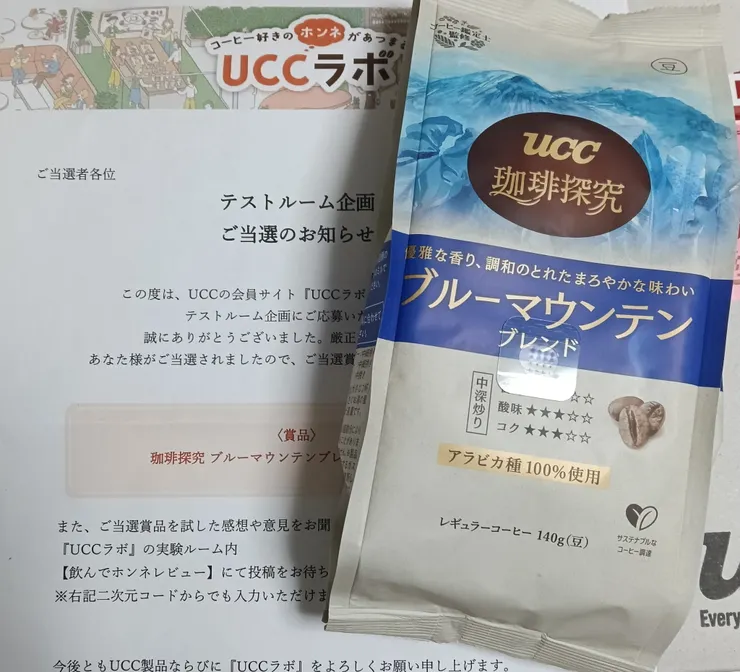 コーヒー好きの ホンネ があつま
UCCラボ
ご当選者各位
テストルーム企画
ご当選のお知らせ
この度は、UCCの会員サイト『UCCラボ
テストルーム企画にご応募いた
誠にありがとうございました。厳正
あなた様がご当選されましたので、ご当選賞
〈賞品〉
珈琲探究 ブルーマウンテンブレ
また、ご当選賞品を試した感想や意見をお聞
『UCCラボ』の実験ルーム内
【飲んでホンネレビュー】にて投稿をお待ち
※右記二次元コードからでも入力いただけま
今後ともUCC製品ならびに『UCCラボ』をよろしくお願い申し上げます。
コーヒー鑑定士
監修
豆
ucc
珈琲探究
優雅な香り、調和のとれたまろやかな味わい
ブルーマウンテン
ブレンド
中深炒り
☆☆
酸味 ★★★☆☆
コク ★★★☆☆
アラビカ種 100%使用
レギュラーコーヒー 140g(豆)
サステナブルな
コーヒー調達
Every